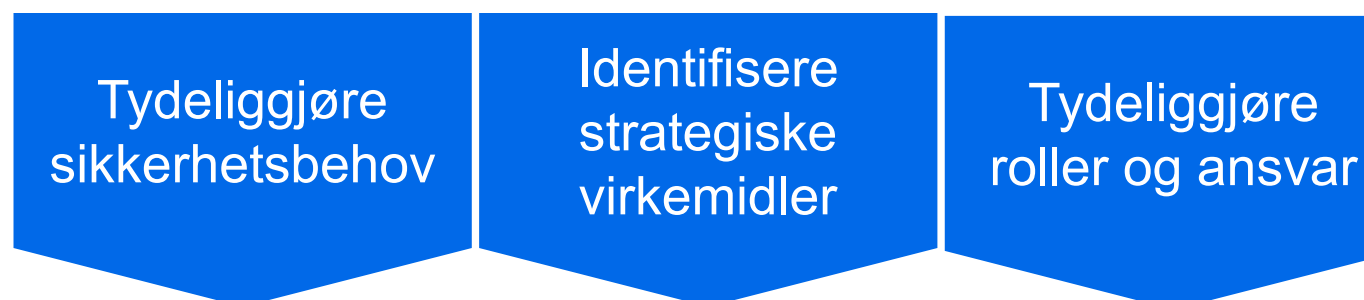 Tydeliggjøre
sikkerhetsbehov
Identifisere
strategiske
virkemidler
Tydeliggjøre
roller og ansvar